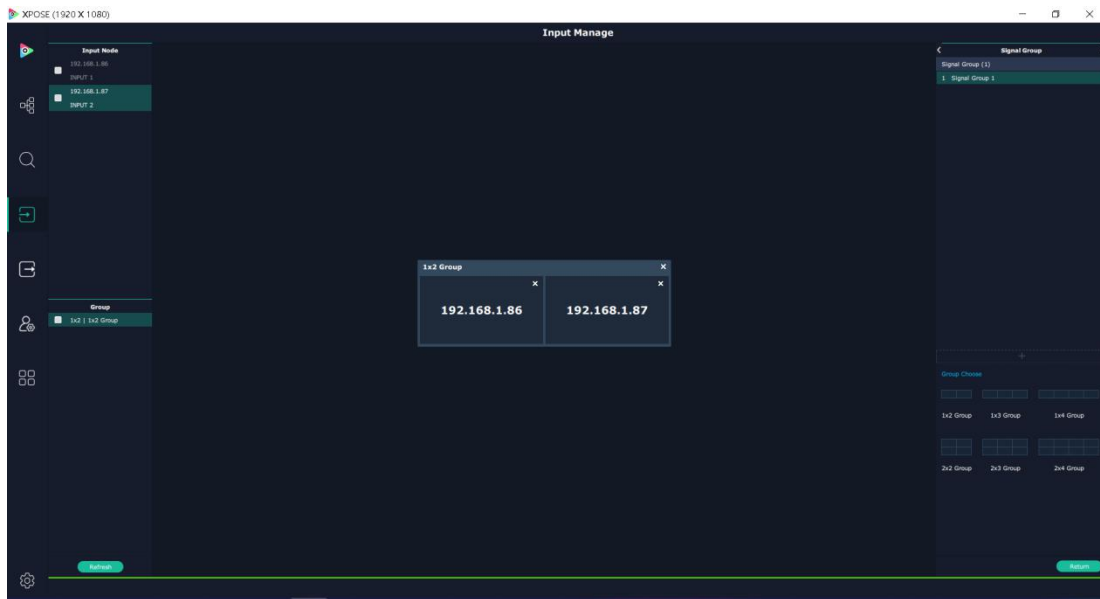 XPOSE (1920 X 1080)
Input Manage
Input Node
192.168.1.86
INPUT 1
192.168.1.87
INPUT 2
Group
1x2 | 1x2 Group
Refresh
1x2 Group
192.168.1.86 192.168.1.87
Signal Group
Signal Group (1)
1 Signal Group 1
Group Choose
1x2 Group 1x3 Group 1x4 Group
2x2 Group 2x3 Group 2x4 Group
Return